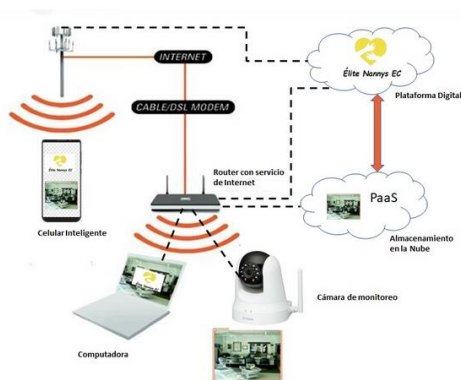 INTERNET
Élite Nannys EC
Plataforma Digital
CABLE/DSL MODEM
Élite Nannys EC
Router con servicio
de Internet
PaaS
Celular Inteligente
Almacenamiento
en la Nube
Cámara de monitoreo
Computadora